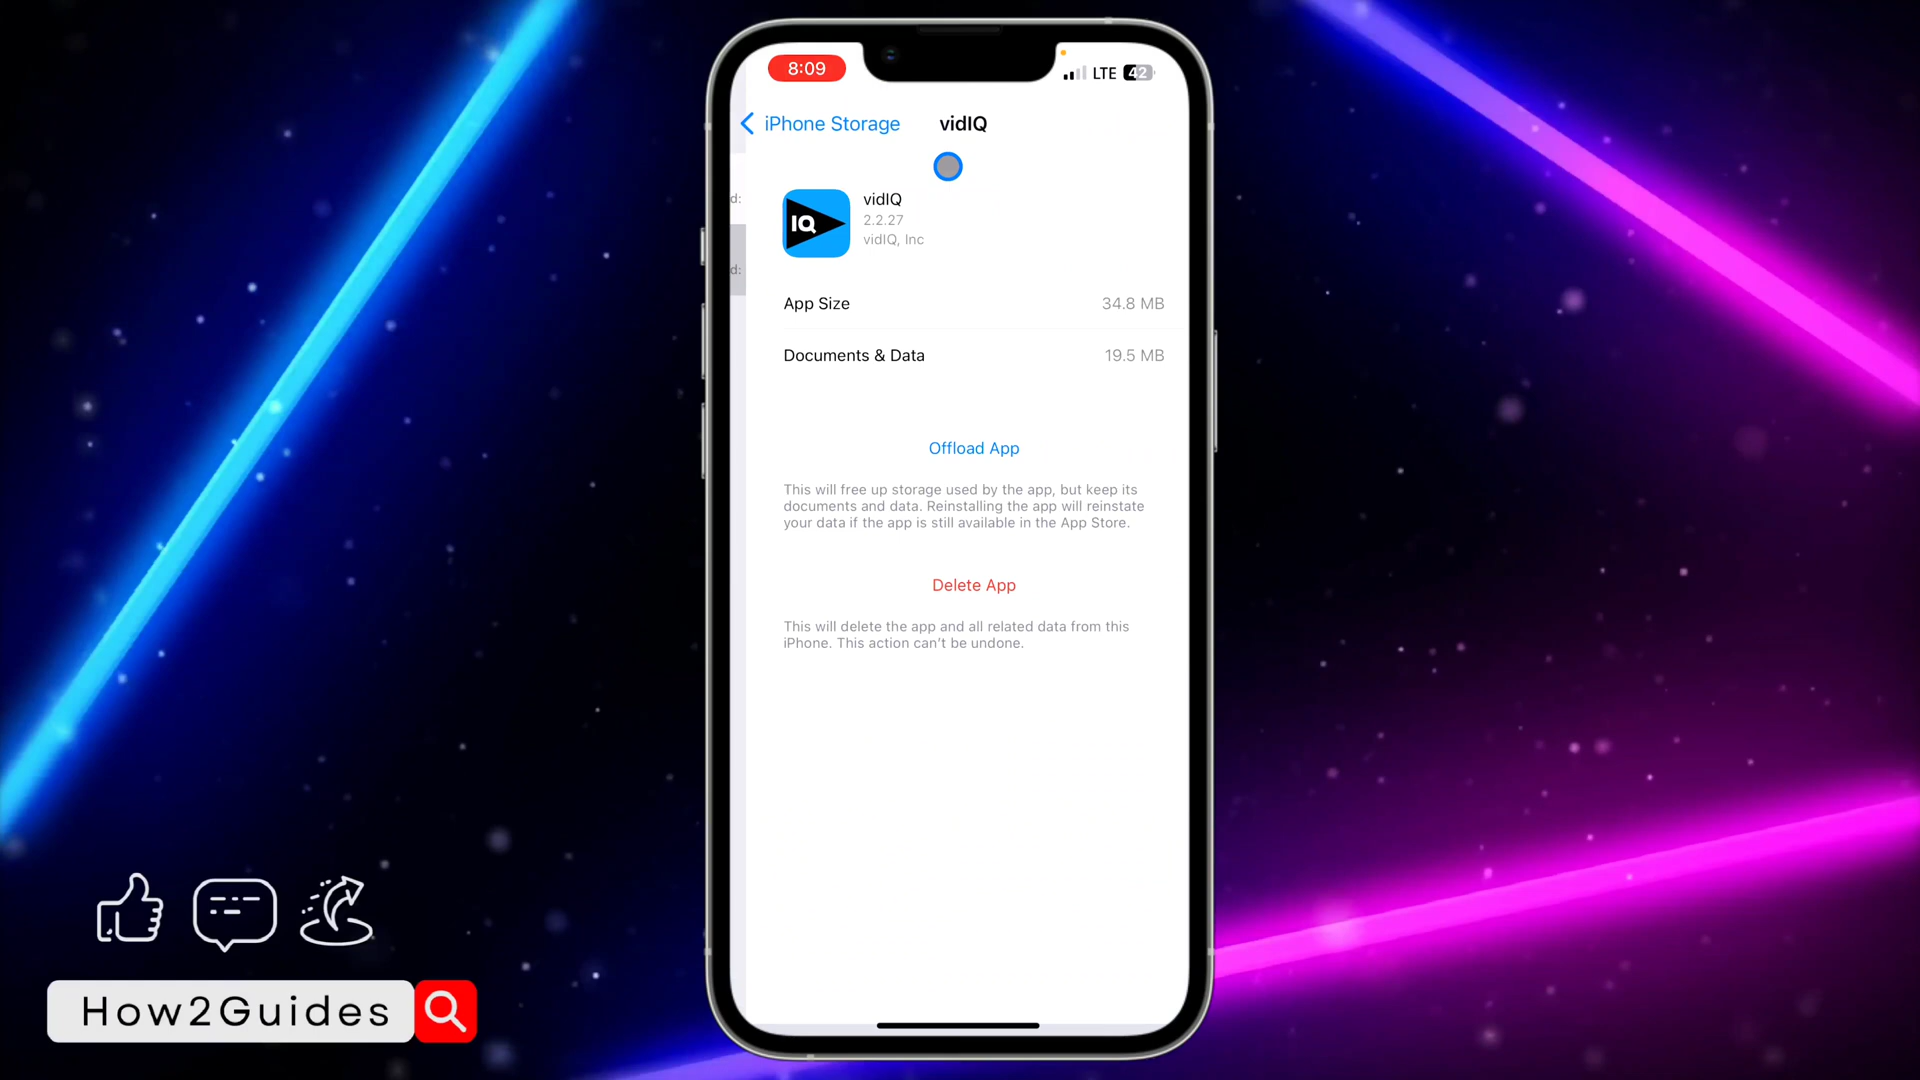 8:09
LTE 42
iPhone Storage
vidIQ
d:
IQ
vidIQ
2.2.27
vidIQ, Inc
d:
App Size 34.8 MB
Documents & Data 19.5 MB
Offload App
This will free up storage used by the app, but keep its
documents and data. Reinstalling the app will reinstate
your data if the app is still available in the App Store.
Delete App
This will delete the app and all related data from this
iPhone. This action can't be undone.
How2Guides